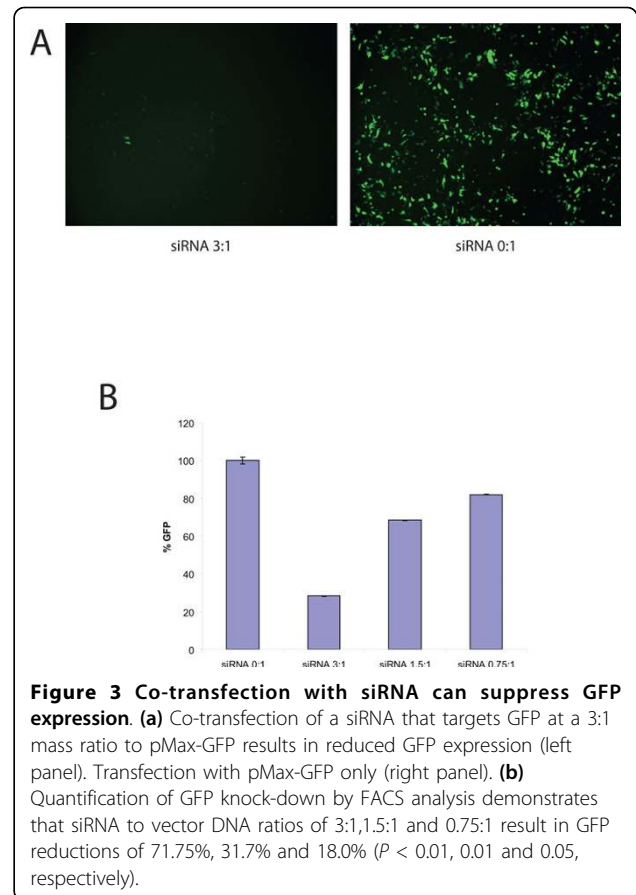 A
siRNA 3:1 siRNA 0:1
B
120
100
80
60
40
20
0
% GFP
siRNA 0:1 siRNA 3:1 siRNA 1.5:1 siRNA 0.75:1
Figure 3 Co-transfection with siRNA can suppress GFP
expression. (a) Co-transfection of a siRNA that targets GFP at a 3:1
mass ratio to pMax-GFP results in reduced GFP expression (left
panel). Transfection with pMax-GFP only (right panel). (b)
Quantification of GFP knock-down by FACS analysis demonstrates
that siRNA to vector DNA ratios of 3:1,1.5:1 and 0.75:1 result in GFP
reductions of 71.75%, 31.7% and 18.0% (P < 0.01, 0.01 and 0.05,
respectively).